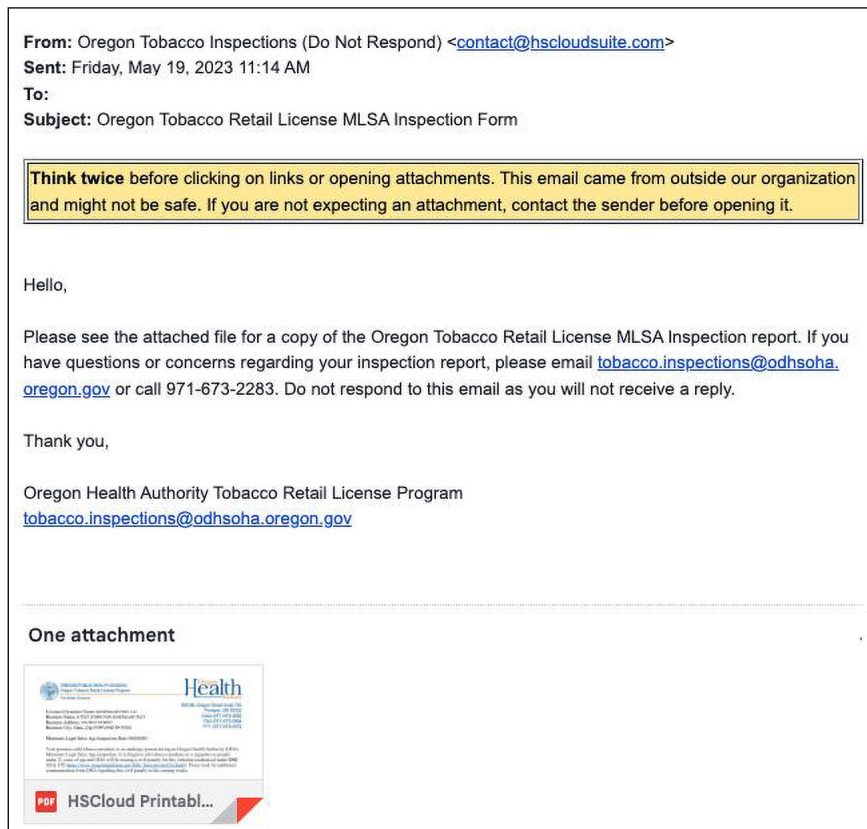 From: Oregon Tobacco Inspections (Do Not Respond) <contact@hscloudsuite.com>
Sent: Friday, May 19, 2023 11:14 AM
To:
Subject: Oregon Tobacco Retail License MLSA Inspection Form
Think twice before clicking on links or opening attachments. This email came from outside our organization
and might not be safe. If you are not expecting an attachment, contact the sender before opening it.
Hello,
Please see the attached file for a copy of the Oregon Tobacco Retail License MLSA Inspection report. If you
have questions or concerns regarding your inspection report, please email tobacco.inspections@odhsoha.
oregon.gov or call 971-673-2283. Do not respond to this email as you will not receive a reply.
Thank you,
Oregon Health Authority Tobacco Retail License Program
tobacco.inspections@odhsoha.oregon.gov
One attachment
Health
PDF HSCloud Printabl...